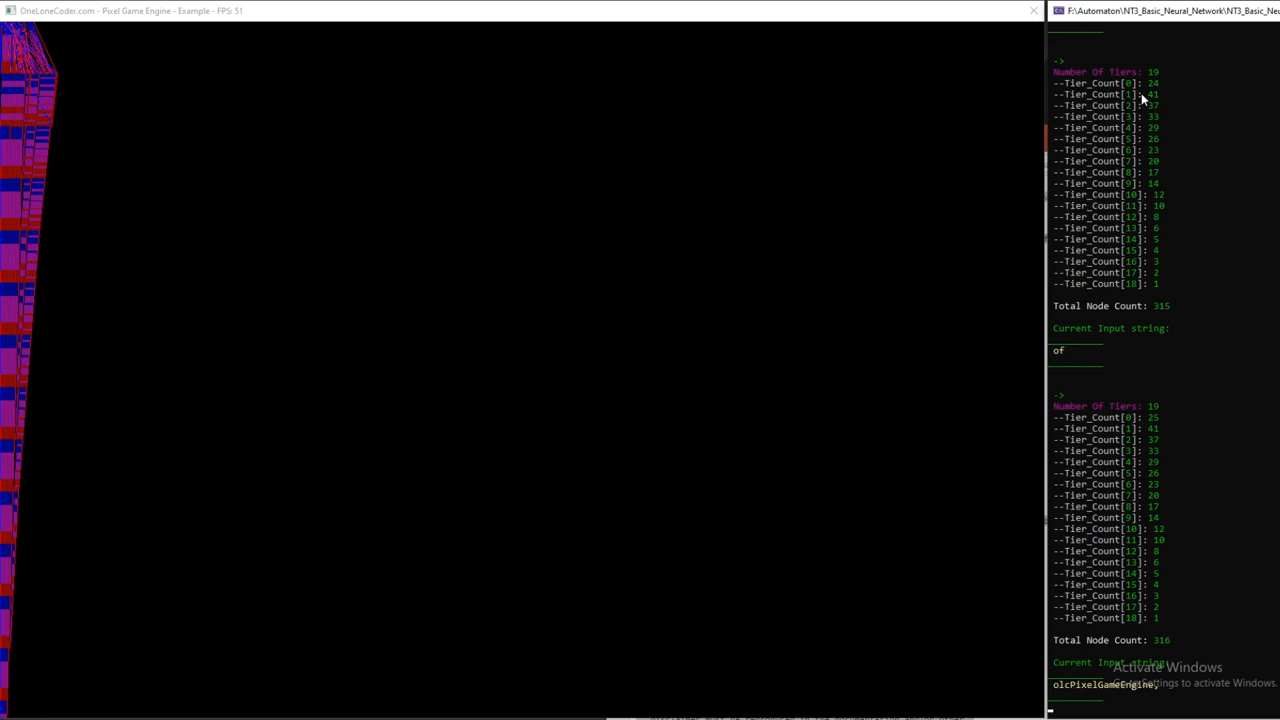 OneLoneCoder.com - Pixel Game Engine - Example - FPS: 51
F:\Automaton\NT3_Basic_Neural_Network\NT3_Basic_Neu
->
Number Of Tiers: 19
--Tier_Count[0]: 24
--Tier_Count[1]: 41
--Tier_Count[2]: 37
--Tier_Count[3]: 33
--Tier_Count[4]: 29
--Tier_Count[5]: 26
--Tier_Count[6]: 23
--Tier_Count[7]: 20
--Tier_Count[8]: 17
--Tier_Count[9]: 14
--Tier_Count[10]: 12
--Tier_Count[11]: 10
--Tier_Count[12]: 8
--Tier_Count[13]: 6
--Tier_Count[14]: 5
--Tier_Count[15]: 4
--Tier_Count[16]: 3
--Tier_Count[17]: 2
--Tier_Count[18]: 1
Total Node Count: 315
Current Input string:
of
->
Number Of Tiers: 19
--Tier_Count[0]: 25
--Tier_Count[1]: 41
--Tier_Count[2]: 37
--Tier_Count[3]: 33
--Tier_Count[4]: 29
--Tier_Count[5]: 26
--Tier_Count[6]: 23
--Tier_Count[7]: 20
--Tier_Count[8]: 17
--Tier_Count[9]: 14
--Tier_Count[10]: 12
--Tier_Count[11]: 10
--Tier_Count[12]: 8
--Tier_Count[13]: 6
--Tier_Count[14]: 5
--Tier_Count[15]: 4
--Tier_Count[16]: 3
--Tier_Count[17]: 2
--Tier_Count[18]: 1
Total Node Count: 316
Current Input string:
Activate Windows
Go to Settings to activate Windows.
olcPixelGameEngine,